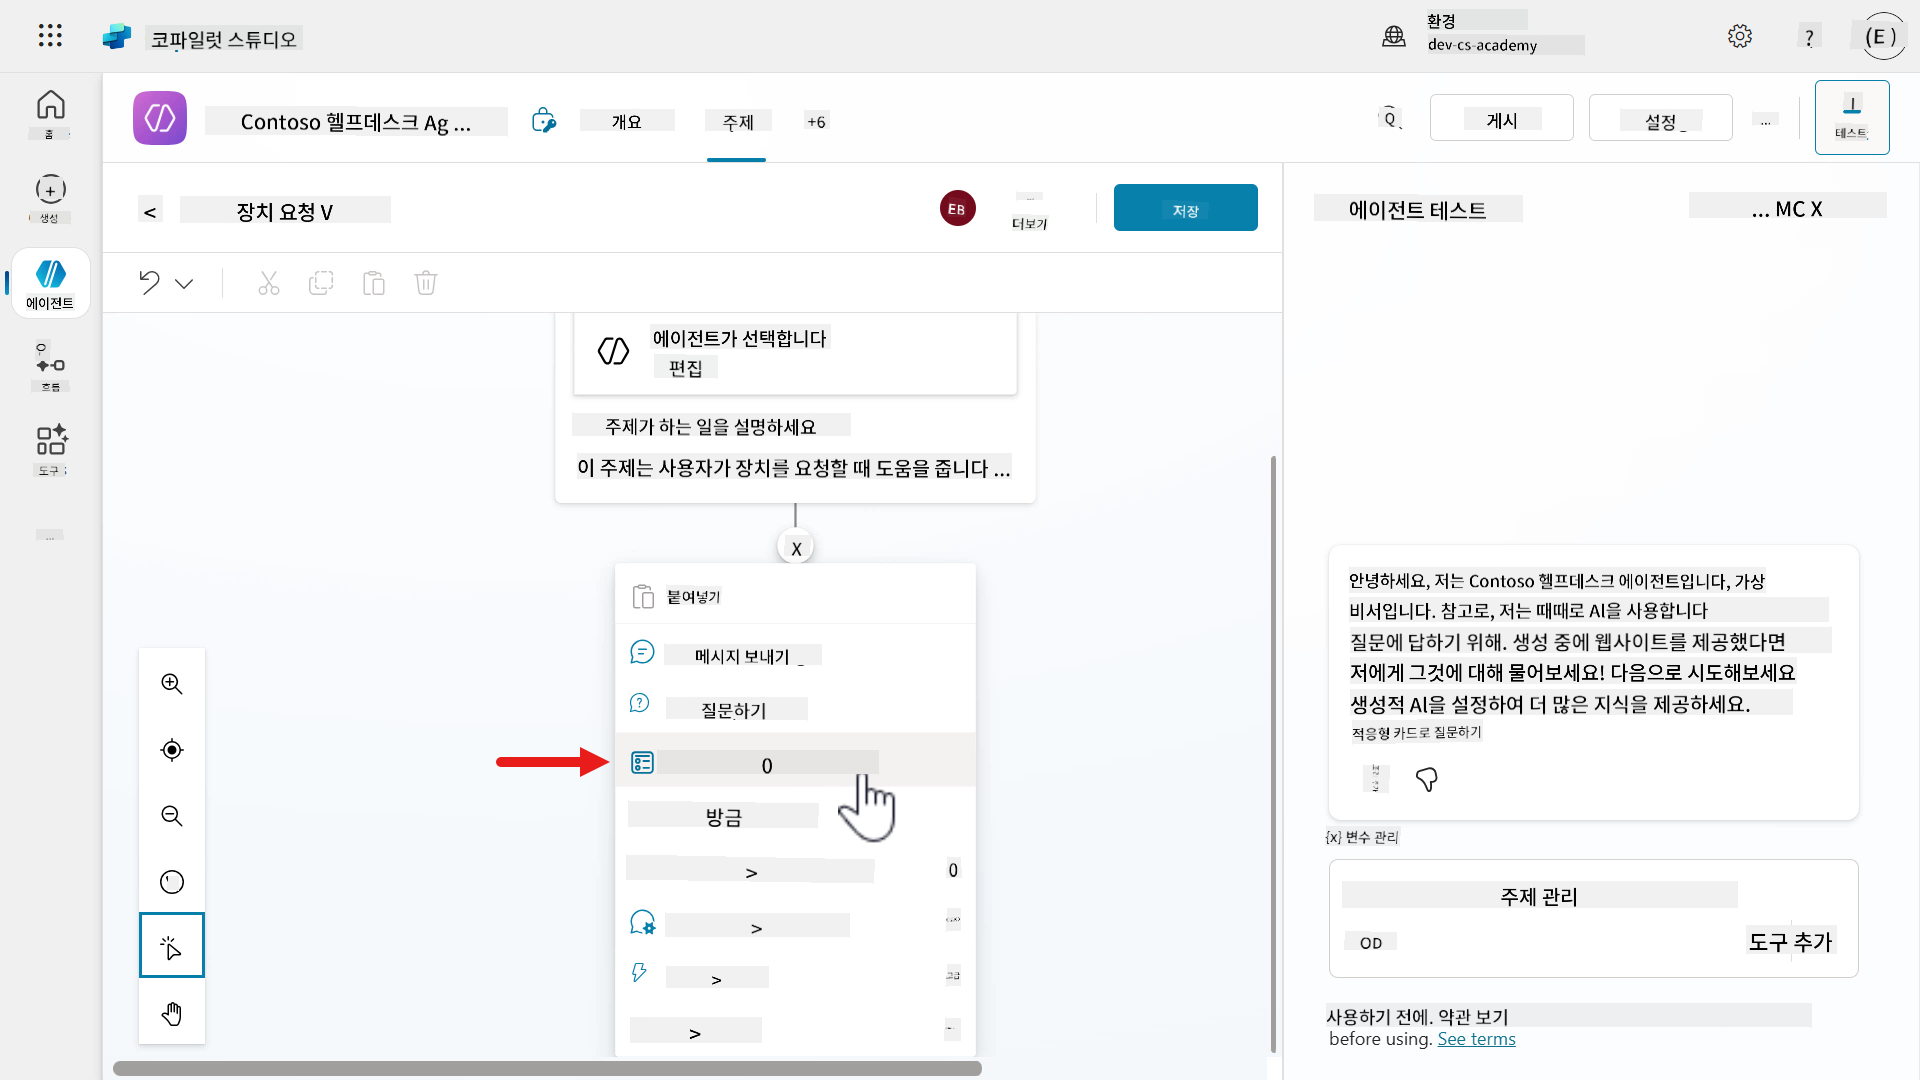 코파일럿 스튜디오
환경
dev-cs-academy
?
(E )
홈
생성
에이전트
흐름
도구
...
Contoso 헬프데스크 Ag ...
개요
주제
+6
게시
설정
...
테스트
<
장치 요청 V
EB
...
더보기
저장
에이전트가 선택합니다
편집
주제가 하는 일을 설명하세요
이 주제는 사용자가 장치를 요청할 때 도움을 줍니다 ...
X
붙여넣기
메시지 보내기
질문하기
0
방금
>
0
>
>
고급
>
에이전트 테스트
... MC X
안녕하세요, 저는 Contoso 헬프데스크 에이전트입니다, 가상
비서입니다. 참고로, 저는 때때로 AI을 사용합니다
질문에 답하기 위해. 생성 중에 웹사이트를 제공했다면
저에게 그것에 대해 물어보세요! 다음으로 시도해보세요
생성적 AI을 설정하여 더 많은 지식을 제공하세요.
적응형 카드로 질문하기
{x} 변수 관리
주제 관리
OD
도구 추가
사용하기 전에. 약관 보기
before using. See terms